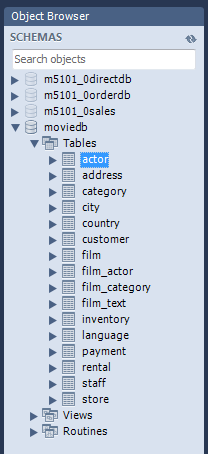 Object Browser
SCHEMAS
Search objects
m5101_0directdb
m5101_0orderdb
m5101_0sales
moviedb
Tables
actor
address
category
city
country
customer
film
film_actor
film_category
film_text
inventory
language
payment
rental
staff
store
Views
Routines